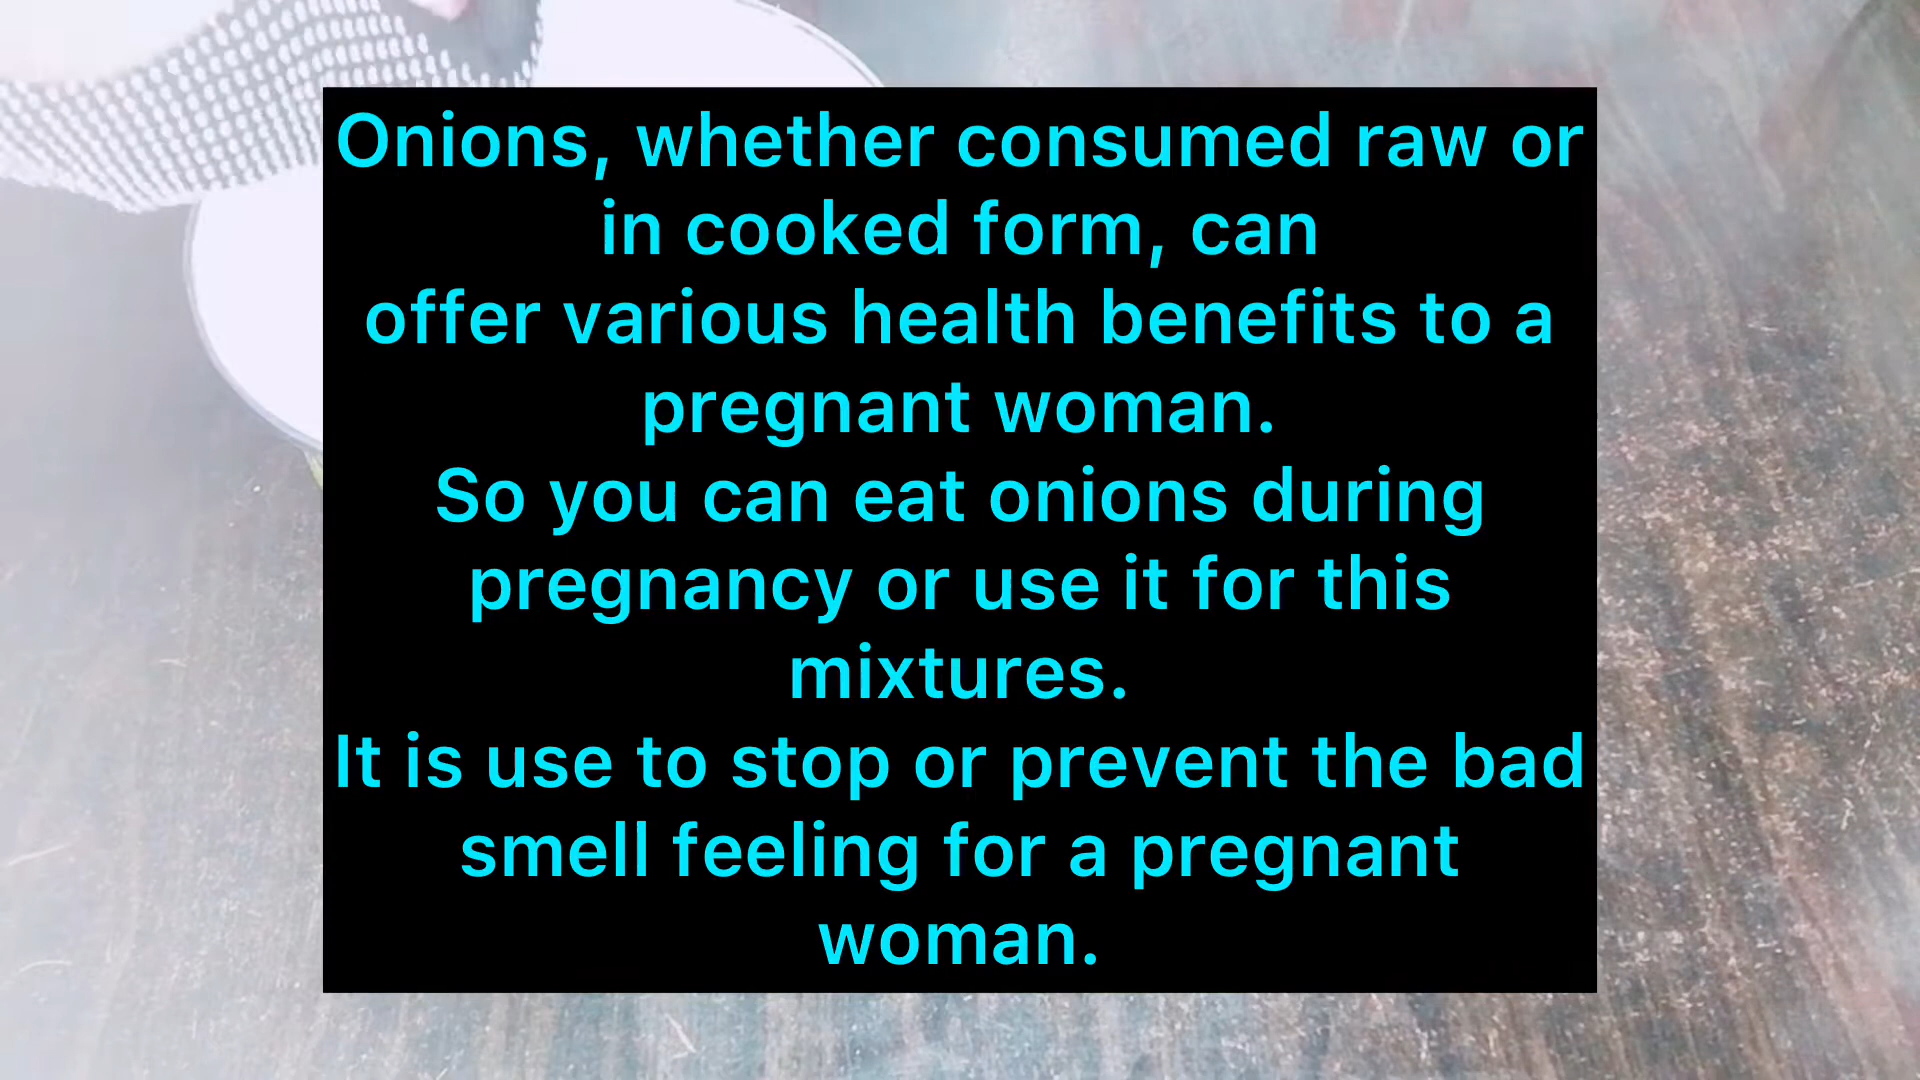 Onions, whether consumed raw or
in cooked form, can
offer various health benefits to a
pregnant woman.
So you can eat onions during
pregnancy or use it for this
mixtures.
It is use to stop or prevent the bad
smell feeling for a pregnant
woman.